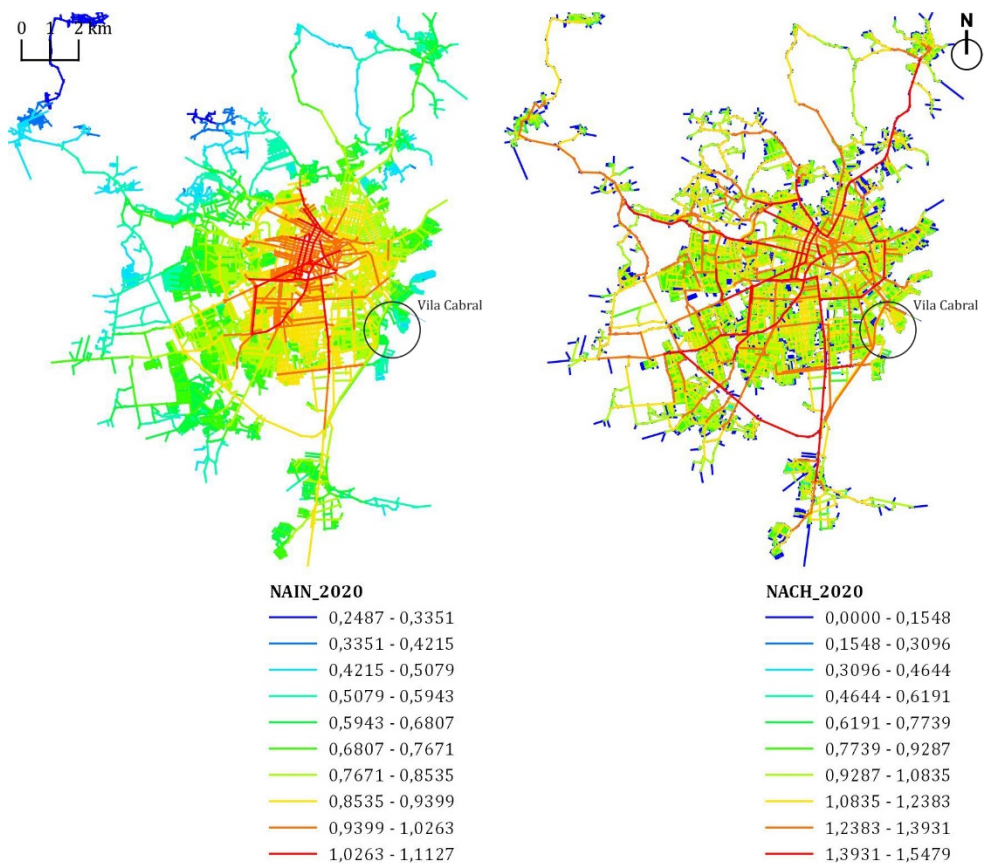 0 1 2 km
N
Vila Cabral
Vila Cabral
NAIN_2020
0,2487 - 0,3351
0,3351 - 0,4215
0,4215 - 0,5079
0,5079 - 0,5943
0,5943 - 0,6807
0,6807 - 0,7671
0,7671 - 0,8535
0,8535 - 0,9399
0,9399 - 1,0263
1,0263 - 1,1127
NACH_2020
0,0000 - 0,1548
0,1548 - 0,3096
0,3096 - 0,4644
0,4644 - 0,6191
0,6191 - 0,7739
0,7739 - 0,9287
0,9287 - 1,0835
1,0835 - 1,2383
1,2383 - 1,3931
1,3931 - 1,5479